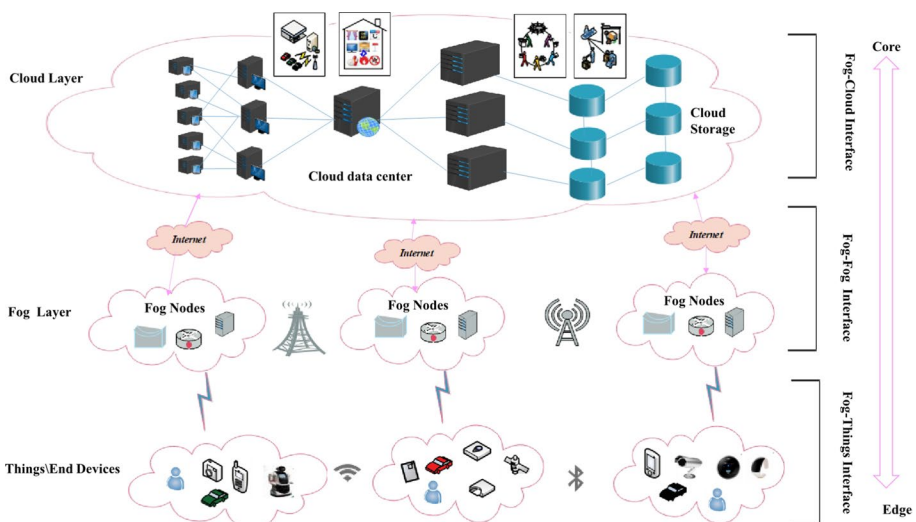 Core
Cloud Layer
Cloud
Storage
Cloud data center
Fog-Cloud Interface
Internet
Internet
Internet
Fog Layer
Fog Nodes
Fog Nodes
Fog Nodes
Fog-Fog Interface
Things\End Devices
Fog-Things Interface
Edge